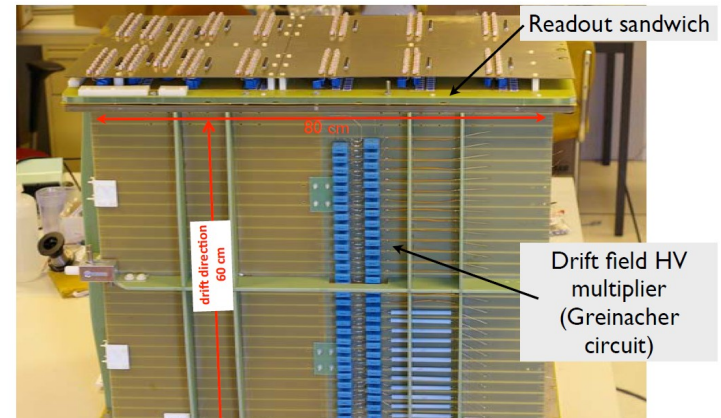 Readout sandwich
80 cm
drift direction
60 cm
Drift field HV
multiplier
(Greinacher
circuit)